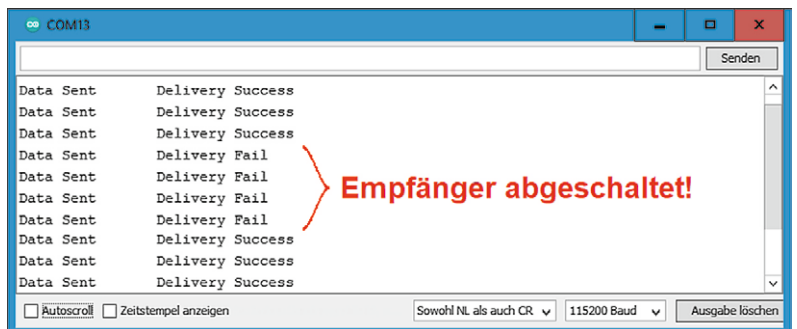 COM13
Senden
Data Sent Delivery Success
Data Sent Delivery Success
Data Sent Delivery Success
Data Sent Delivery Fail
Data Sent Delivery Fail
Data Sent Delivery Fail
Data Sent Delivery Fail
Empfänger abgeschaltet!
Data Sent Delivery Success
Data Sent Delivery Success
Data Sent Delivery Success
Autoscroll Zeitstempel anzeigen Sowohl NL als auch CR 115200 Baud Ausgabe löschen